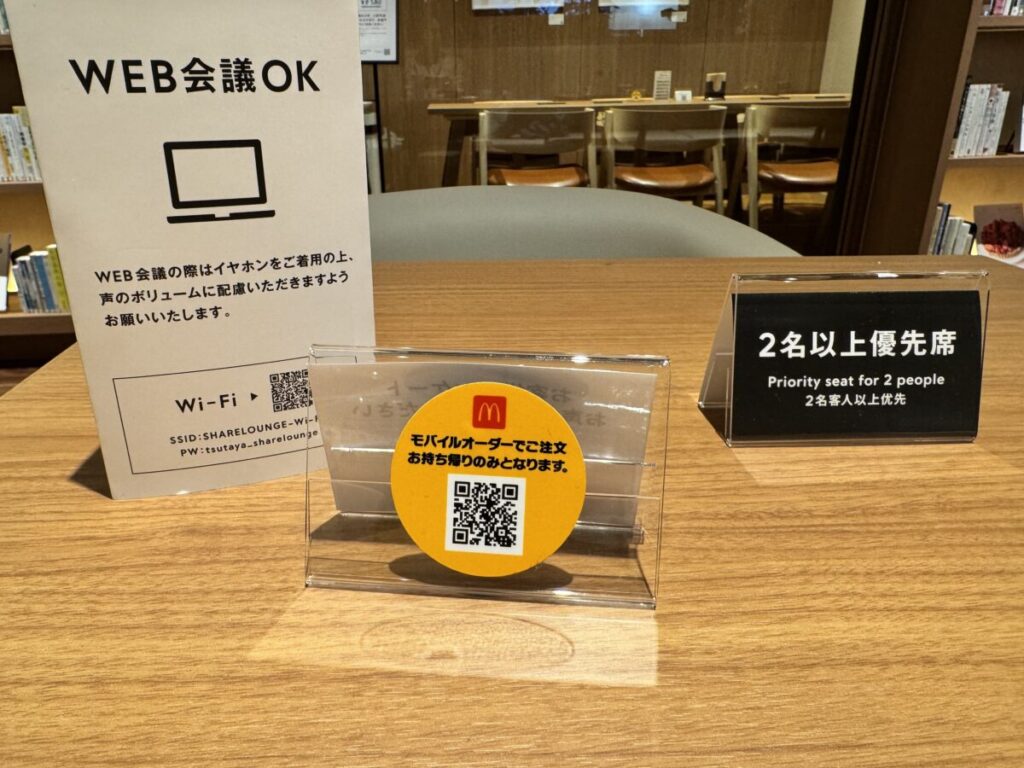 WEB会議OK
WEB会議の際はイヤホンをご着用の上、
声のボリュームに配慮いただきますよう
お願いいたします。
Wi-Fi
SSID:SHARELOUNGE-Wi-F
PW:tsutaya_sharelounge
モバイルオーダーでご注文
お持ち帰りのみとなります。
2名以上優先席
Priority seat for 2 people
2名客人以上优先